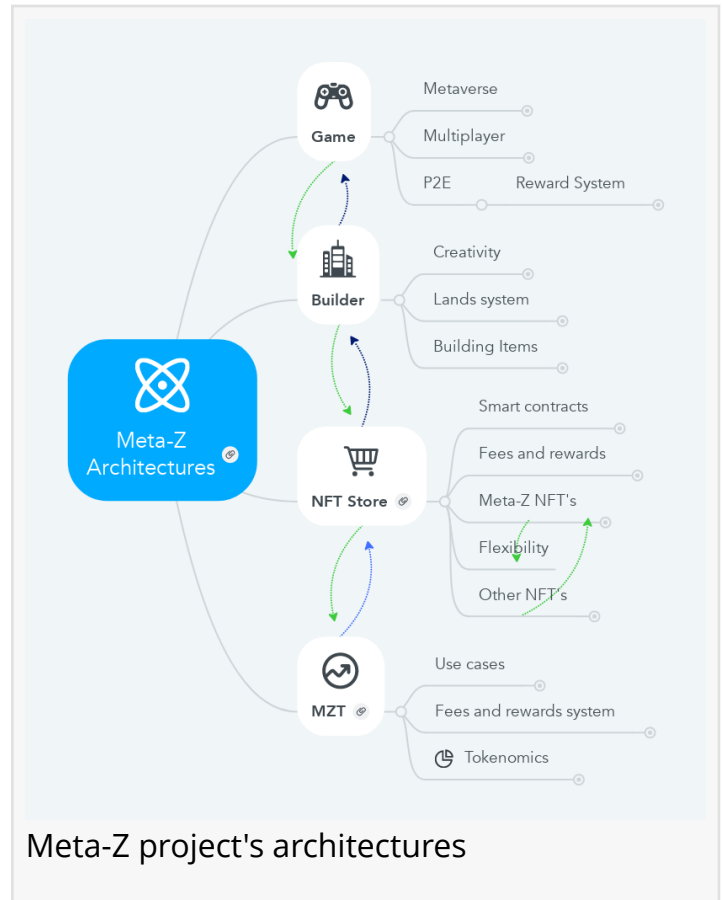 Game
Metaverse
Multiplayer
P2E
Reward System
Builder
Creativity
Lands system
Building Items
Meta-Z
Architectures
NFT Store
Smart contracts
Fees and rewards
Meta-Z NFT's
Flexibility
Other NFT's
MZT
Use cases
Fees and rewards system
Tokenomics
Meta-Z project's architectures